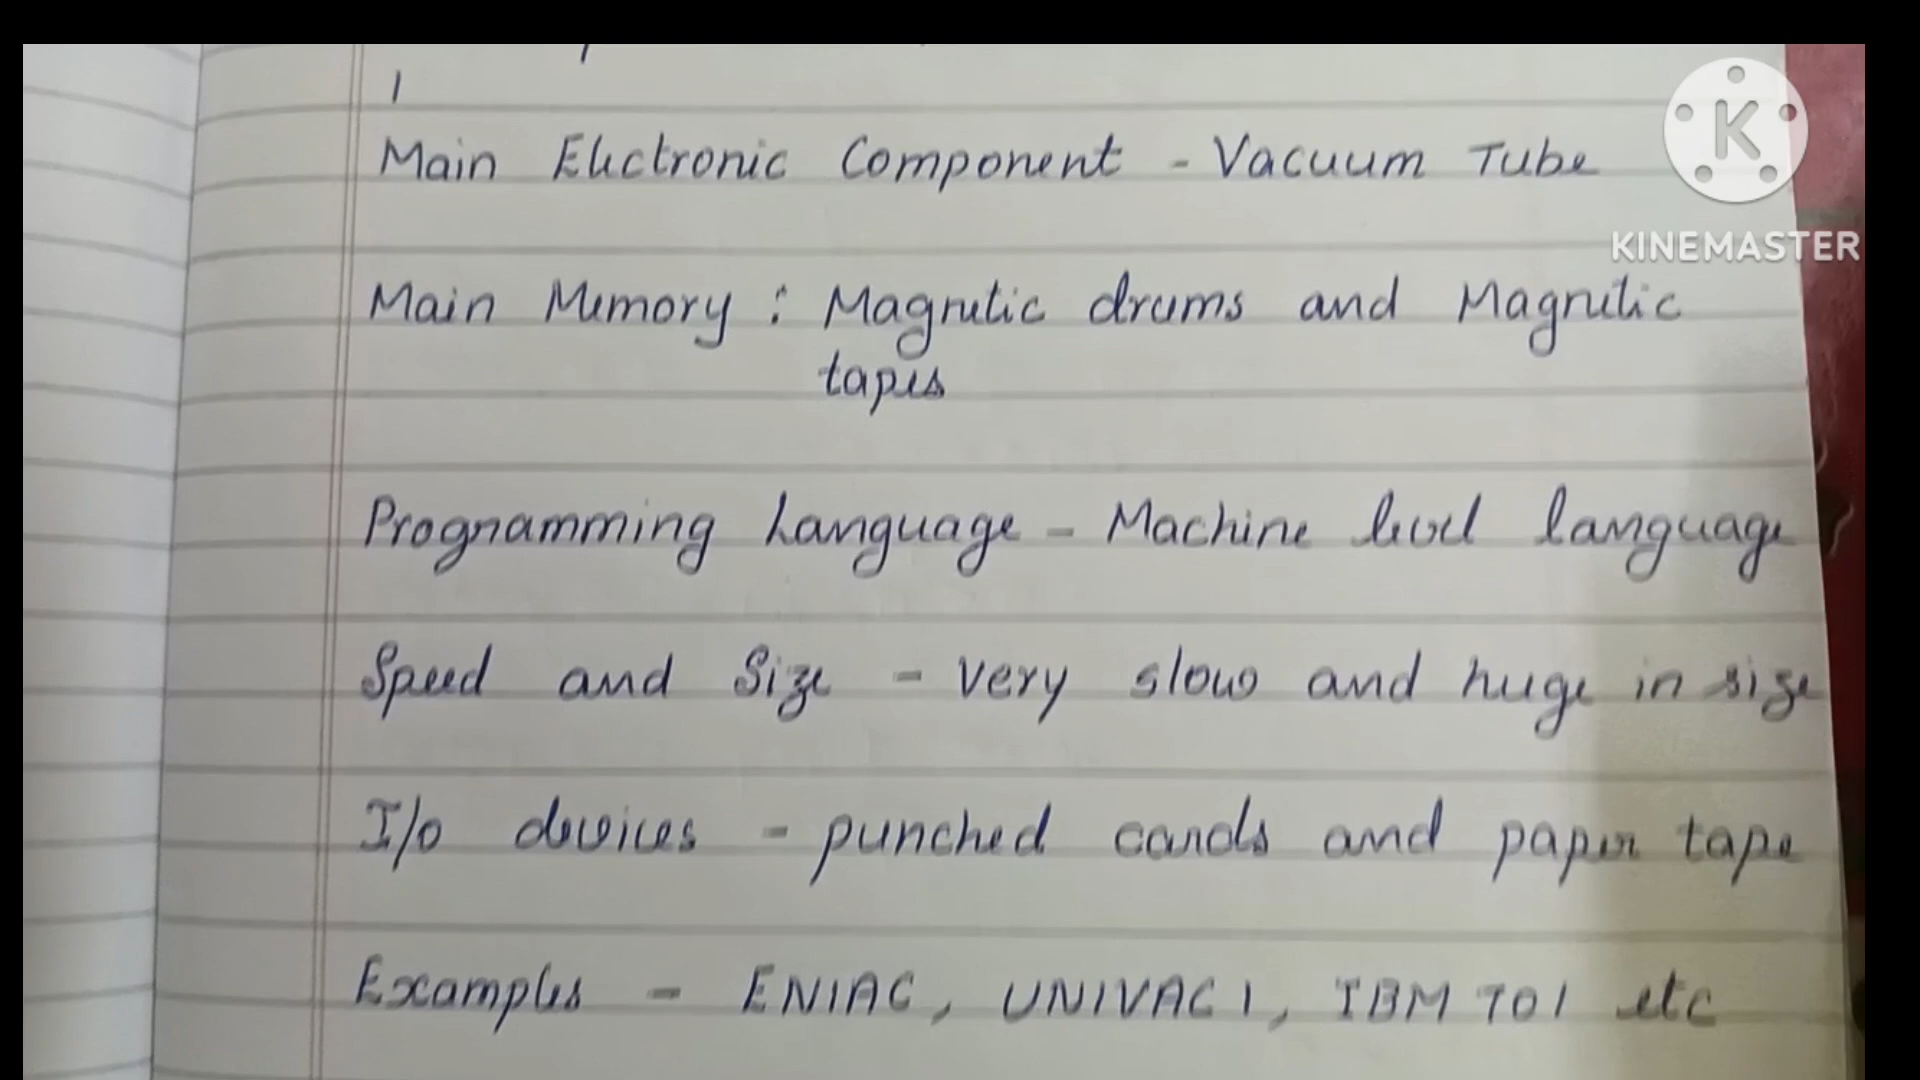 Main Electronic Component - Vacuum Tube
KINEMASTER
Main Memory : Magnetic drums and Magnetic
tapes
Programming Language - Machine level language
Speed and Size - Very slow and huge in size
I/O devices - punched cards and paper tape
Examples - ENIAC, UNIVAC 1, IBM 701 etc